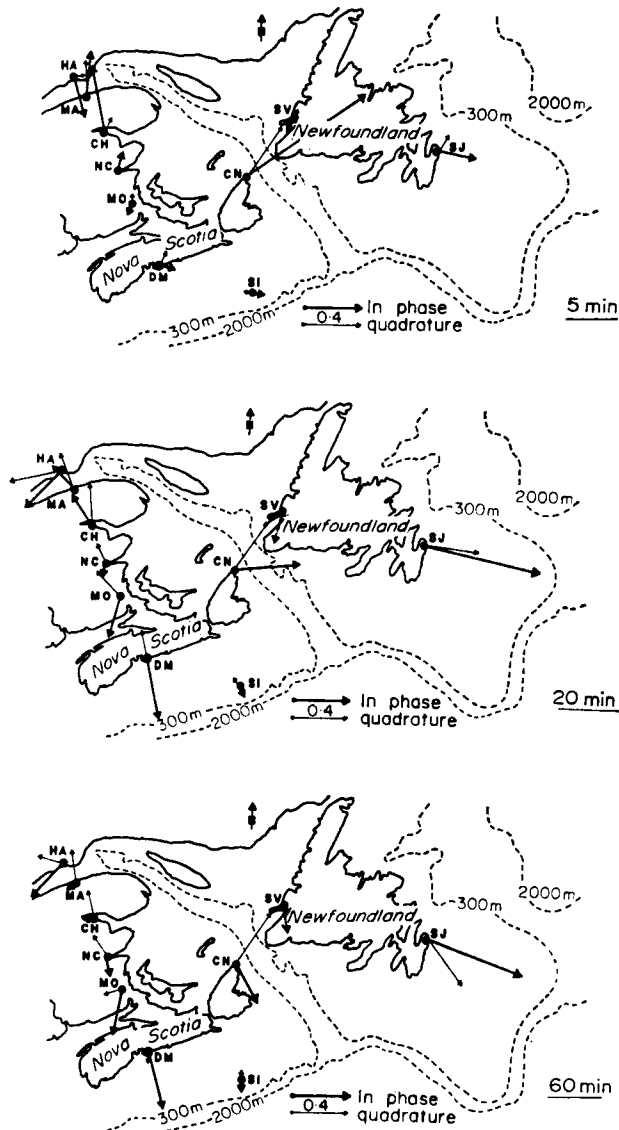 HA
MA
CH
NC
MO
Nova Scotia
DM
SI
CN
SV
Newfoundland
SJ
300m
2000m
300m
2000m
In phase
0·4
quadrature
5 min
HA
MA
CH
NC
MO
Nova Scotia
DM
SI
CN
SV
Newfoundland
SJ
300m
2000m
300m
2000m
In phase
0·4
quadrature
20 min
HA
MA
CH
NC
MO
Nova Scotia
DM
SI
CN
SV
Newfoundland
SJ
300m
2000m
300m
2000m
In phase
0·4
quadrature
60 min